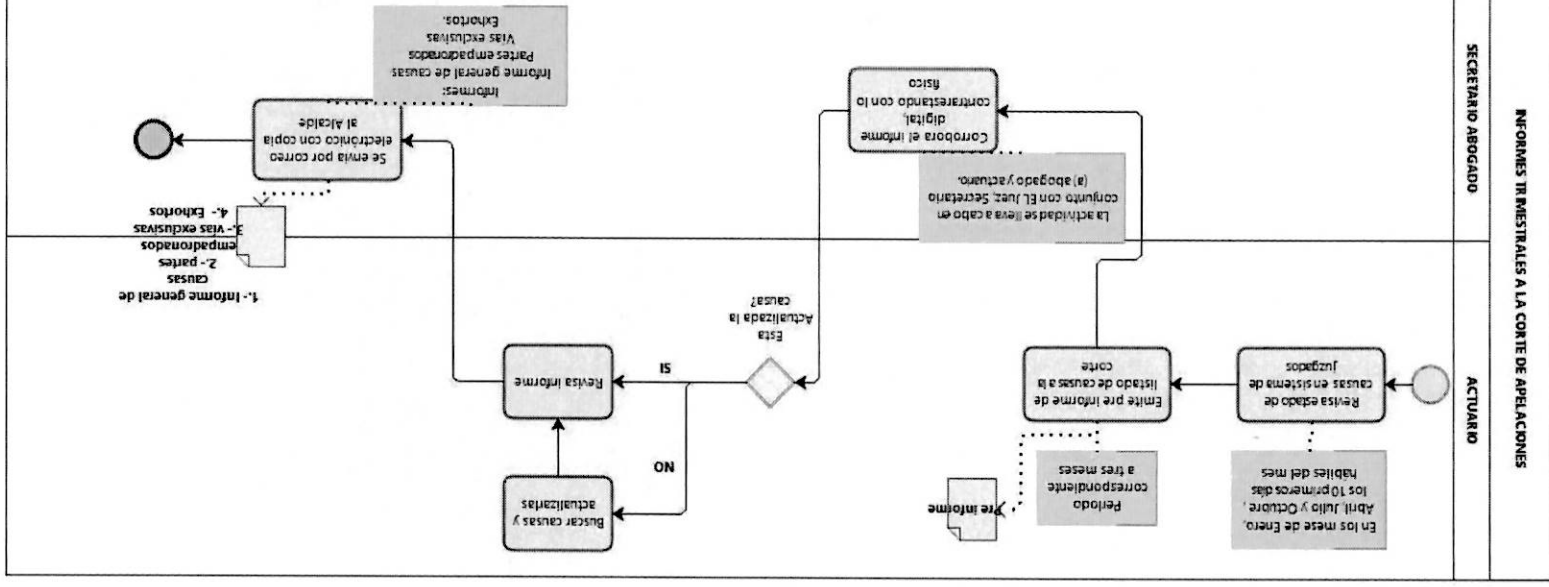 INFORMES TRIMESTRALES A LA CORTE DE APELACIONES
ACTUARIO
En los mese de Enero,
Abril, Julio y Octubre,
los 10 primeros días
hábiles del mes
Revisa estado de
causas en sistema de
juzgados
Periodo
correspondiente
a tres meses
Pre informe
Emite pre informe de
listado de causas a la
corte
Esta
Actualizada la
causa?
NO
SI
Buscar causas y
actualizarlas
Revisa informe
SECRETARIO ABOGADO
La actividad se lleva a cabo en
conjunto con EL Juez, Secretario
(a) abogado y actuario.
Corrobora el informe
digital,
contrarestando con lo
fisico
1.- Informe general de
causas
2.- partes
empadronados
3.- vias exclusivas
4.- Exhortos
Se envia por correo
electrónico con copia
al Alcalde
Informes:
Informe general de causas
Partes empadronados
Vías exclusivas
Exhortos.